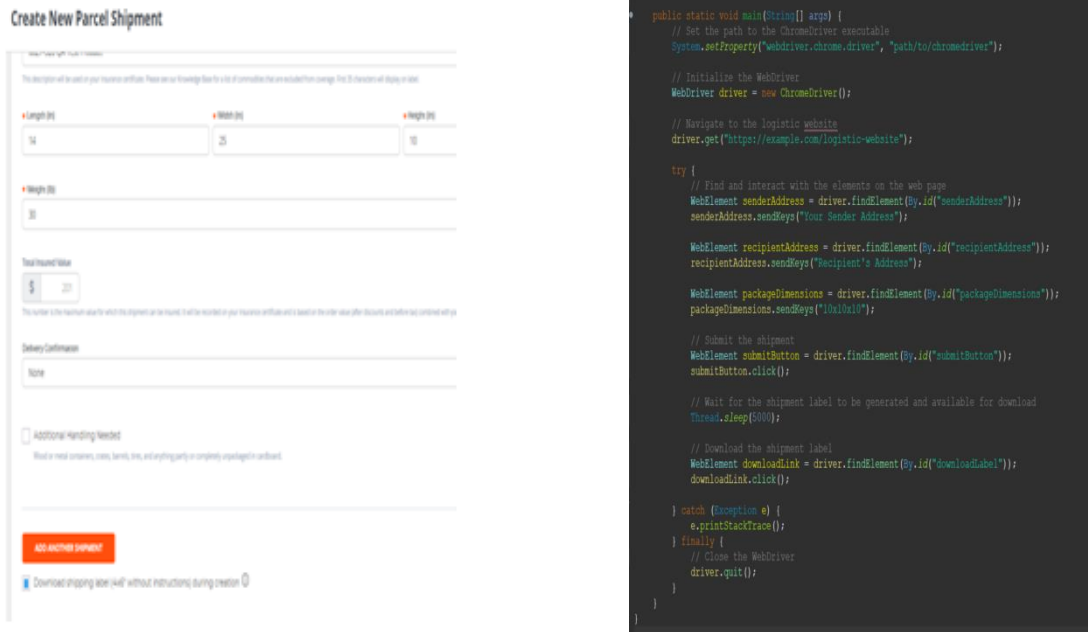 Create New Parcel Shipment
This description will be used on your insurance certificate. Please see our Knowledge Base for a list of commodities that are excluded from coverage. First 35 characters will display on label.
Length (in)
Width (in)
Height (in)
14
25
10
Weight (lb)
30
Total Insured Value
$ 201
This number is the maximum value for which this shipment can be insured. It will be recorded on your insurance certificate and is based on the order value (after discounts and before tax) combined with
Delivery Confirmation
None
Additional Handling Needed
Wood or metal containers, crates, barrels, tires, and anything partly or completely unpackaged in cardboard.
ADD ANOTHER SHIPMENT
Download shipping label (4x6" without instructions) during creation
public static void main(String[] args) {
// Set the path to the ChromeDriver executable
System.setProperty("webdriver.chrome.driver", "path/to/chromedriver");
// Initialize the WebDriver
WebDriver driver = new ChromeDriver();
// Navigate to the logistic website
driver.get("https://example.com/logistic-website");
try {
// Find and interact with the elements on the web page
WebElement senderAddress = driver.findElement(By.id("senderAddress"));
senderAddress.sendKeys("Your Sender Address");
WebElement recipientAddress = driver.findElement(By.id("recipientAddress"));
recipientAddress.sendKeys("Recipient's Address");
WebElement packageDimensions = driver.findElement(By.id("packageDimensions"));
packageDimensions.sendKeys("10x10x10");
// Submit the shipment
WebElement submitButton = driver.findElement(By.id("submitButton"));
submitButton.click();
// Wait for the shipment label to be generated and available for download
Thread.sleep(5000);
// Download the shipment label
WebElement downloadLink = driver.findElement(By.id("downloadLabel"));
downloadLink.click();
} catch (Exception e) {
e.printStackTrace();
} finally {
// Close the WebDriver
driver.quit();
}
}
}